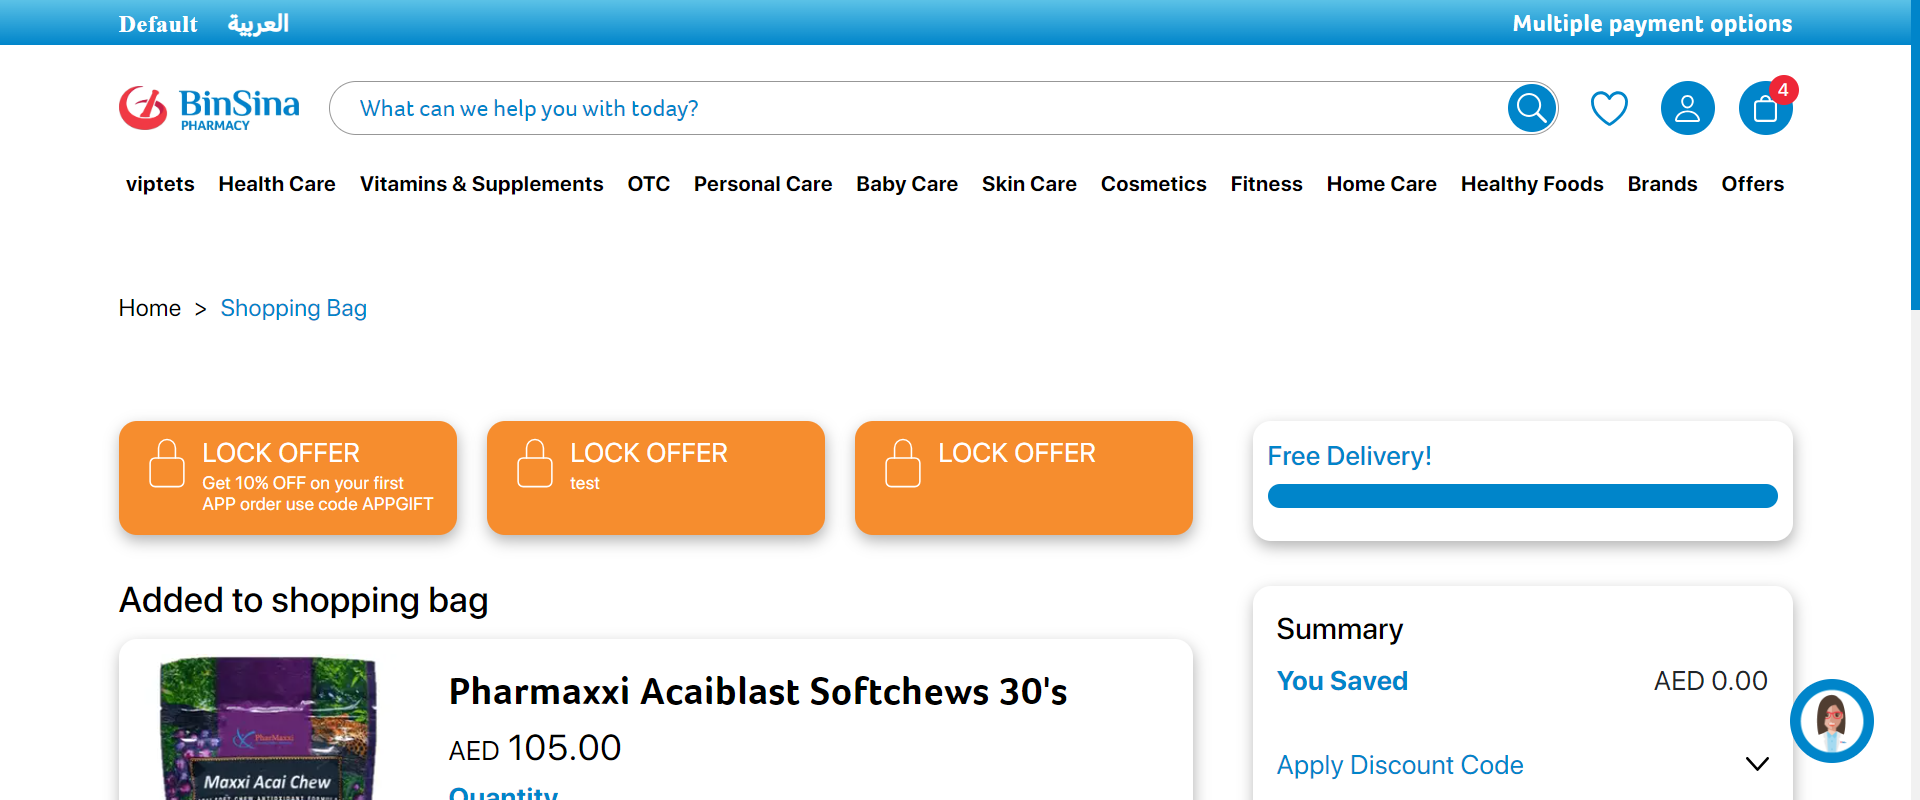 Default العربية
Multiple payment options
BinSina
PHARMACY
What can we help you with today?
4
viptets Health Care Vitamins & Supplements OTC Personal Care Baby Care Skin Care Cosmetics Fitness Home Care Healthy Foods Brands Offers
Home > Shopping Bag
LOCK OFFER
Get 10% OFF on your first
APP order use code APPGIFT
LOCK OFFER
test
LOCK OFFER
Free Delivery!
Added to shopping bag
Pharmaxxi Acaiblast Softchews 30's
AED 105.00
Quantity
PharMaxxi
Maxxi Acai Chew
Summary
You Saved AED 0.00
Apply Discount Code